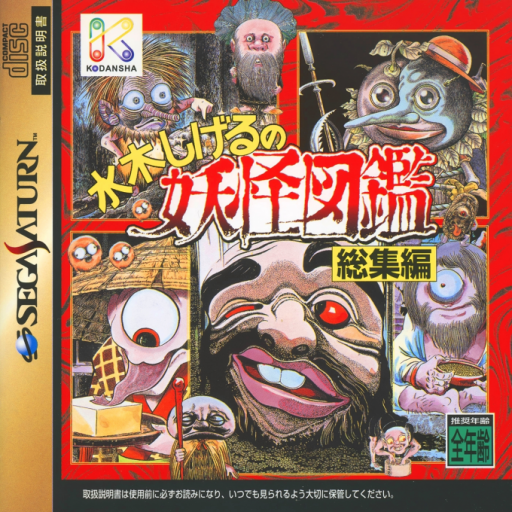 COMPACT
disc
取扱説明書
SEGA SATURN™
KODANSHA
水木しげるの
妖怪図鑑
総集編
推奨年齢
全年齢
取扱説明書は使用前に必ずお読みになり、いつでも見られるよう大切に保管してください。